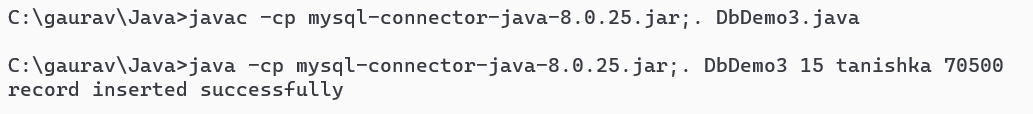 C:\gaurav\Java>javac -cp mysql-connector-java-8.0.25.jar;. DbDemo3.java
C:\gaurav\Java>java -cp mysql-connector-java-8.0.25.jar;. DbDemo3 15 tanishka 70500
record inserted successfully